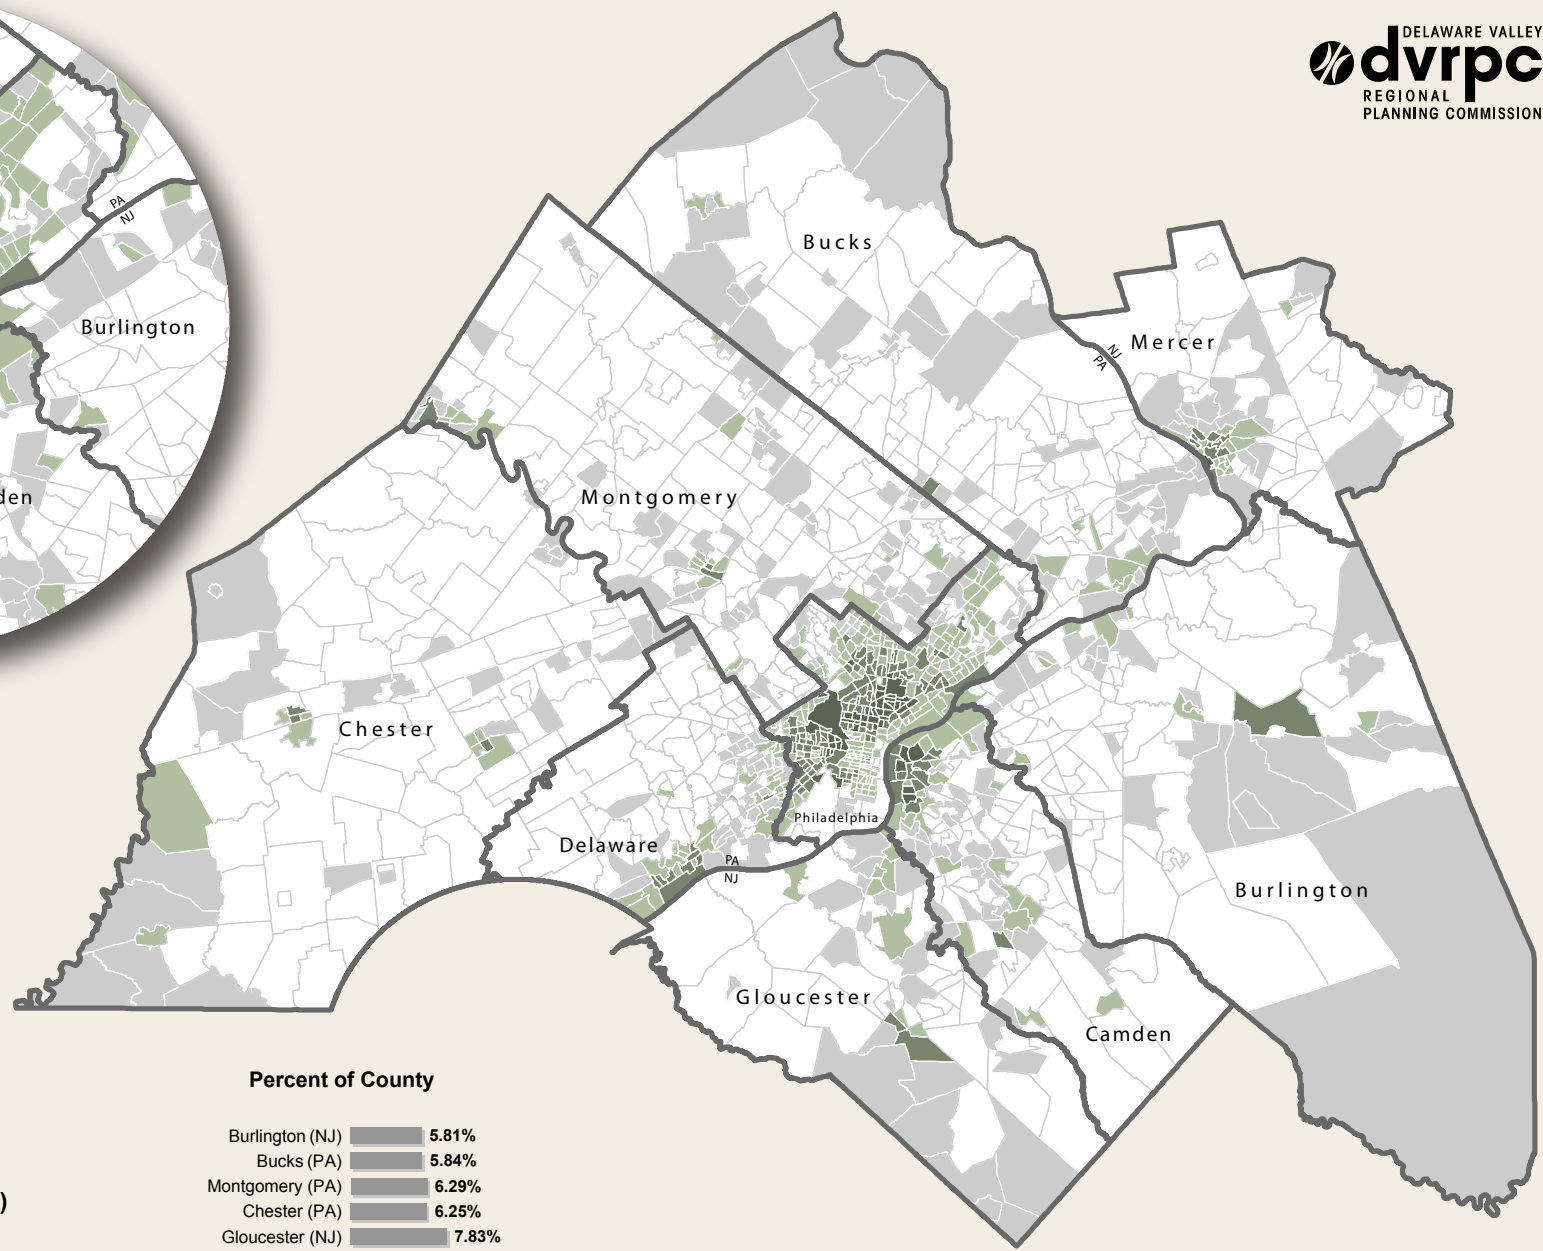 DELAWARE VALLEY
dvrpc
REGIONAL
PLANNING COMMISSION
PA
NJ
Burlington
den
Bucks
Mercer
NJ
PA
Montgomery
Chester
Philadelphia
Delaware
PA
NJ
Burlington
Gloucester
Camden
Percent of County
Burlington (NJ) 5.81%
Bucks (PA) 5.84%
Montgomery (PA) 6.29%
)
Chester (PA) 6.25%
Gloucester (NJ) 7.83%